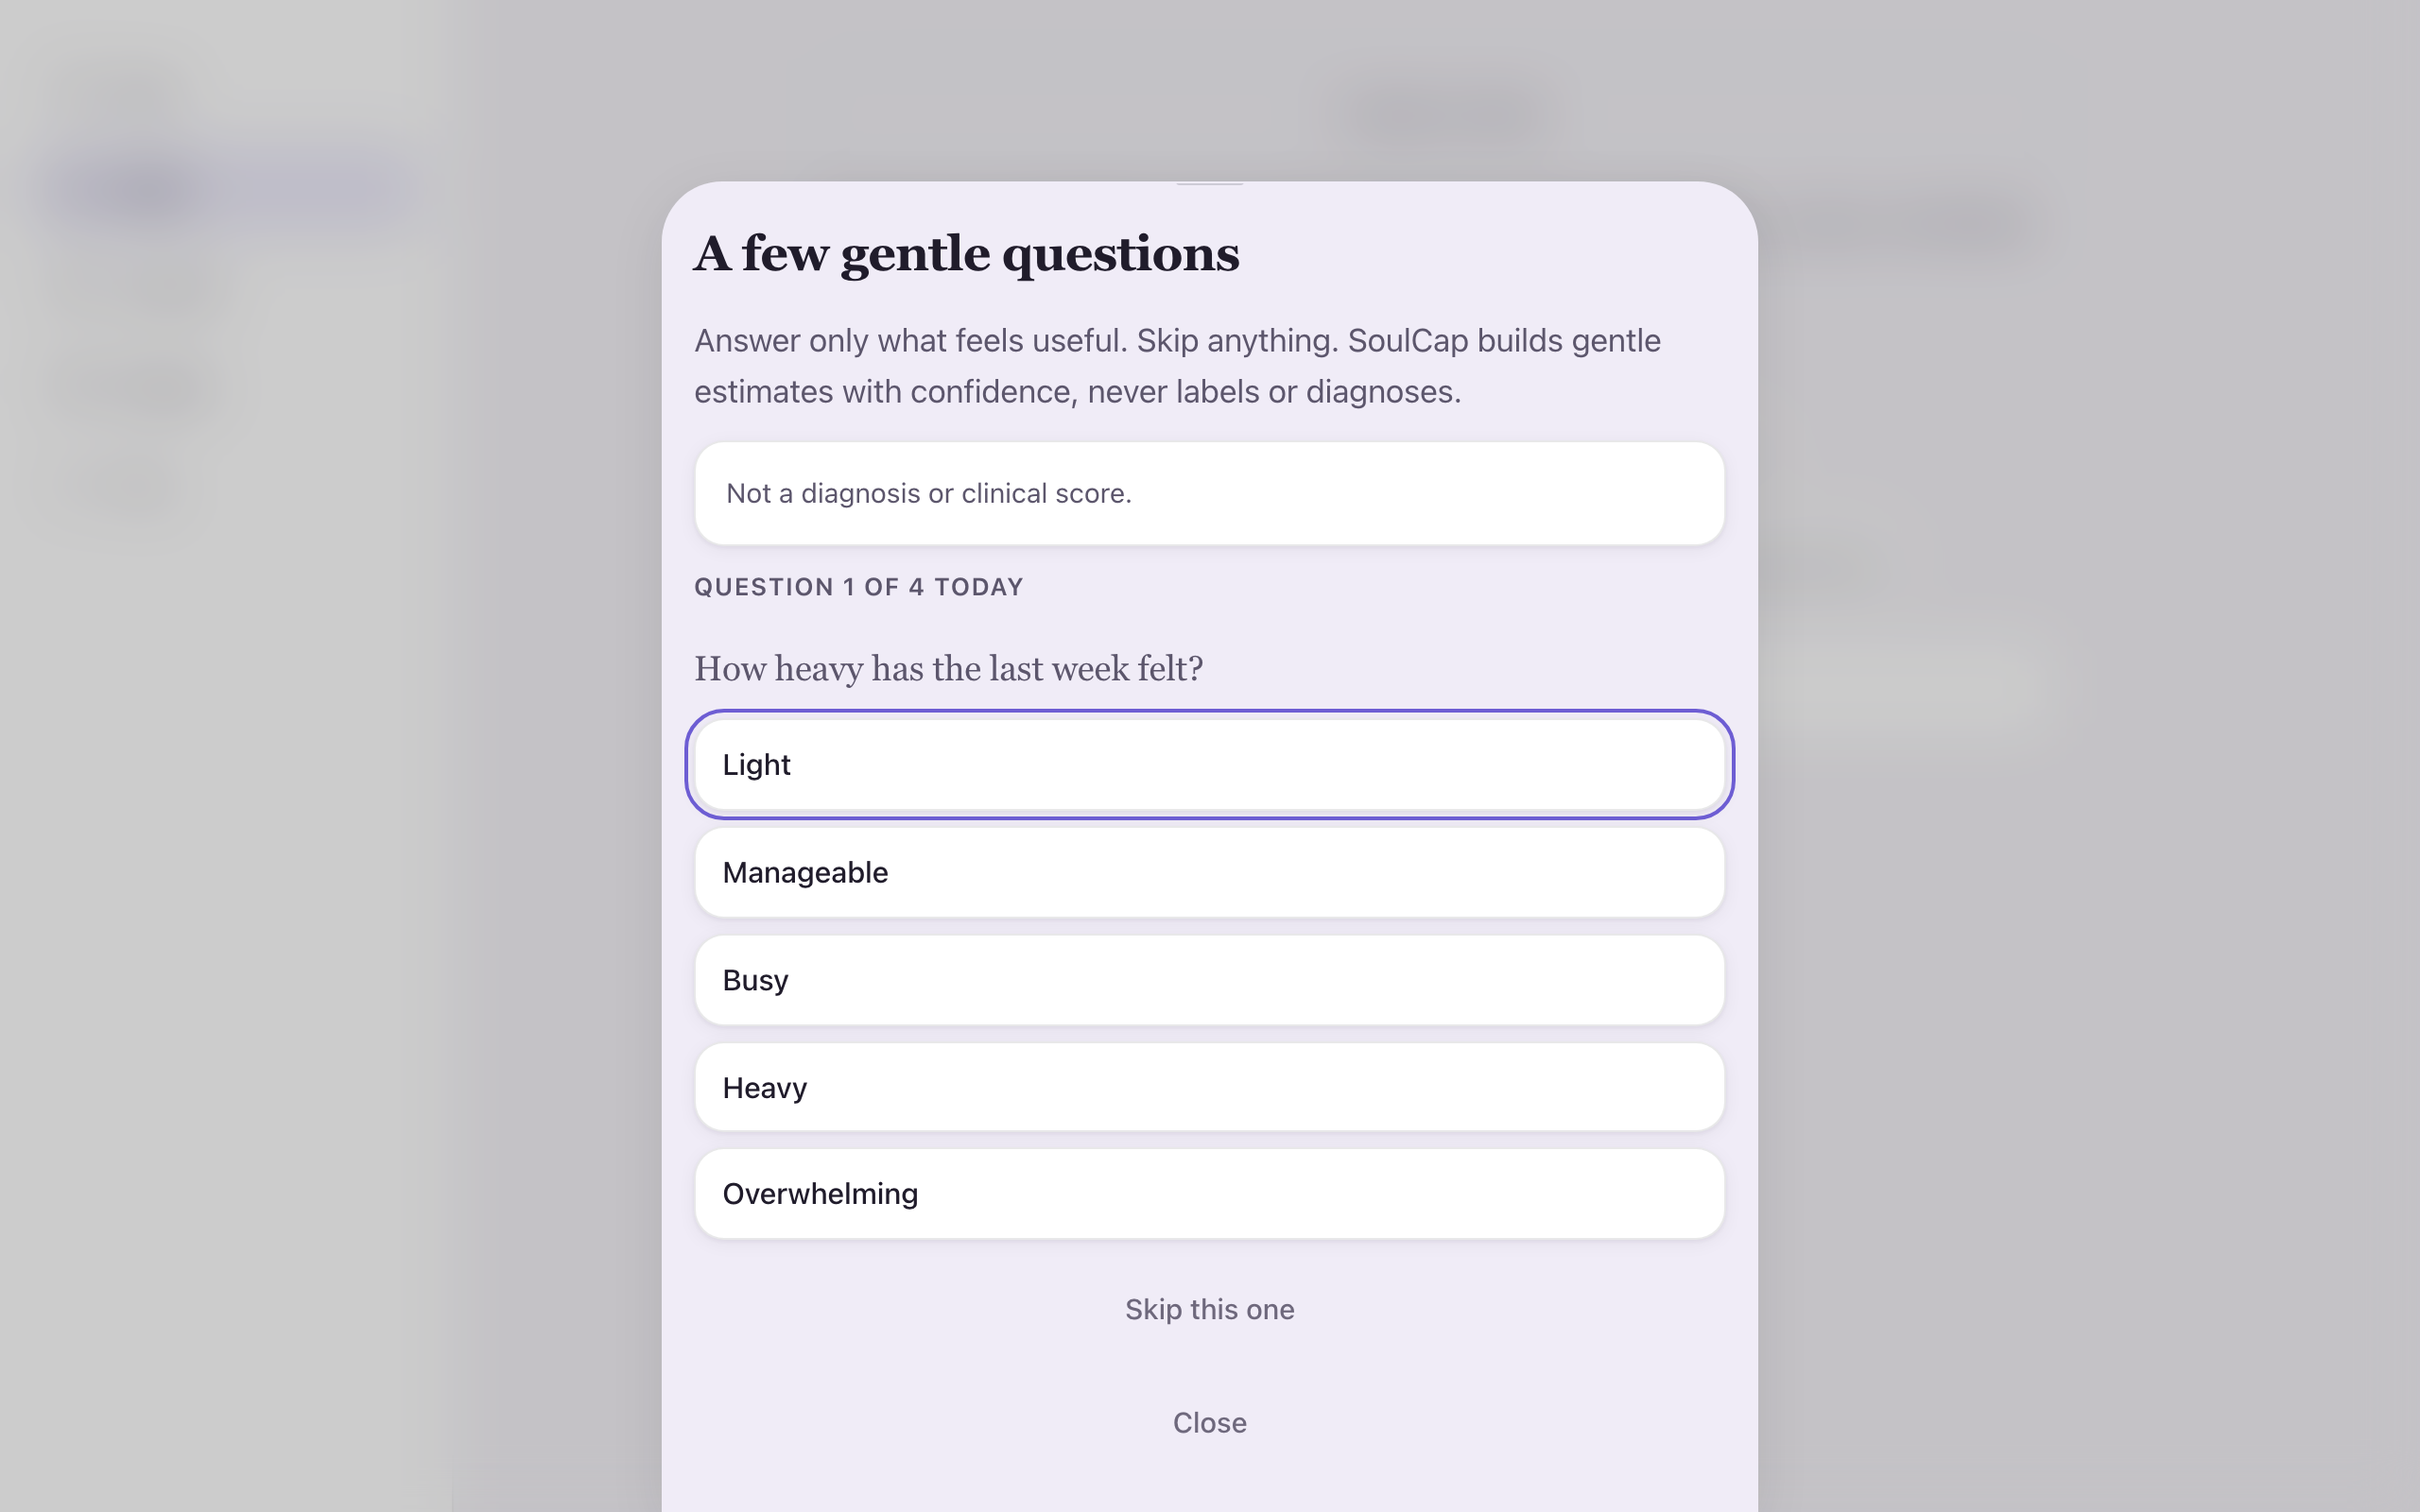 A few gentle questions
Answer only what feels useful. Skip anything. SoulCap builds gentle
estimates with confidence, never labels or diagnoses.
Not a diagnosis or clinical score.
QUESTION 1 OF 4 TODAY
How heavy has the last week felt?
Light
Manageable
Busy
Heavy
Overwhelming
Skip this one
Close